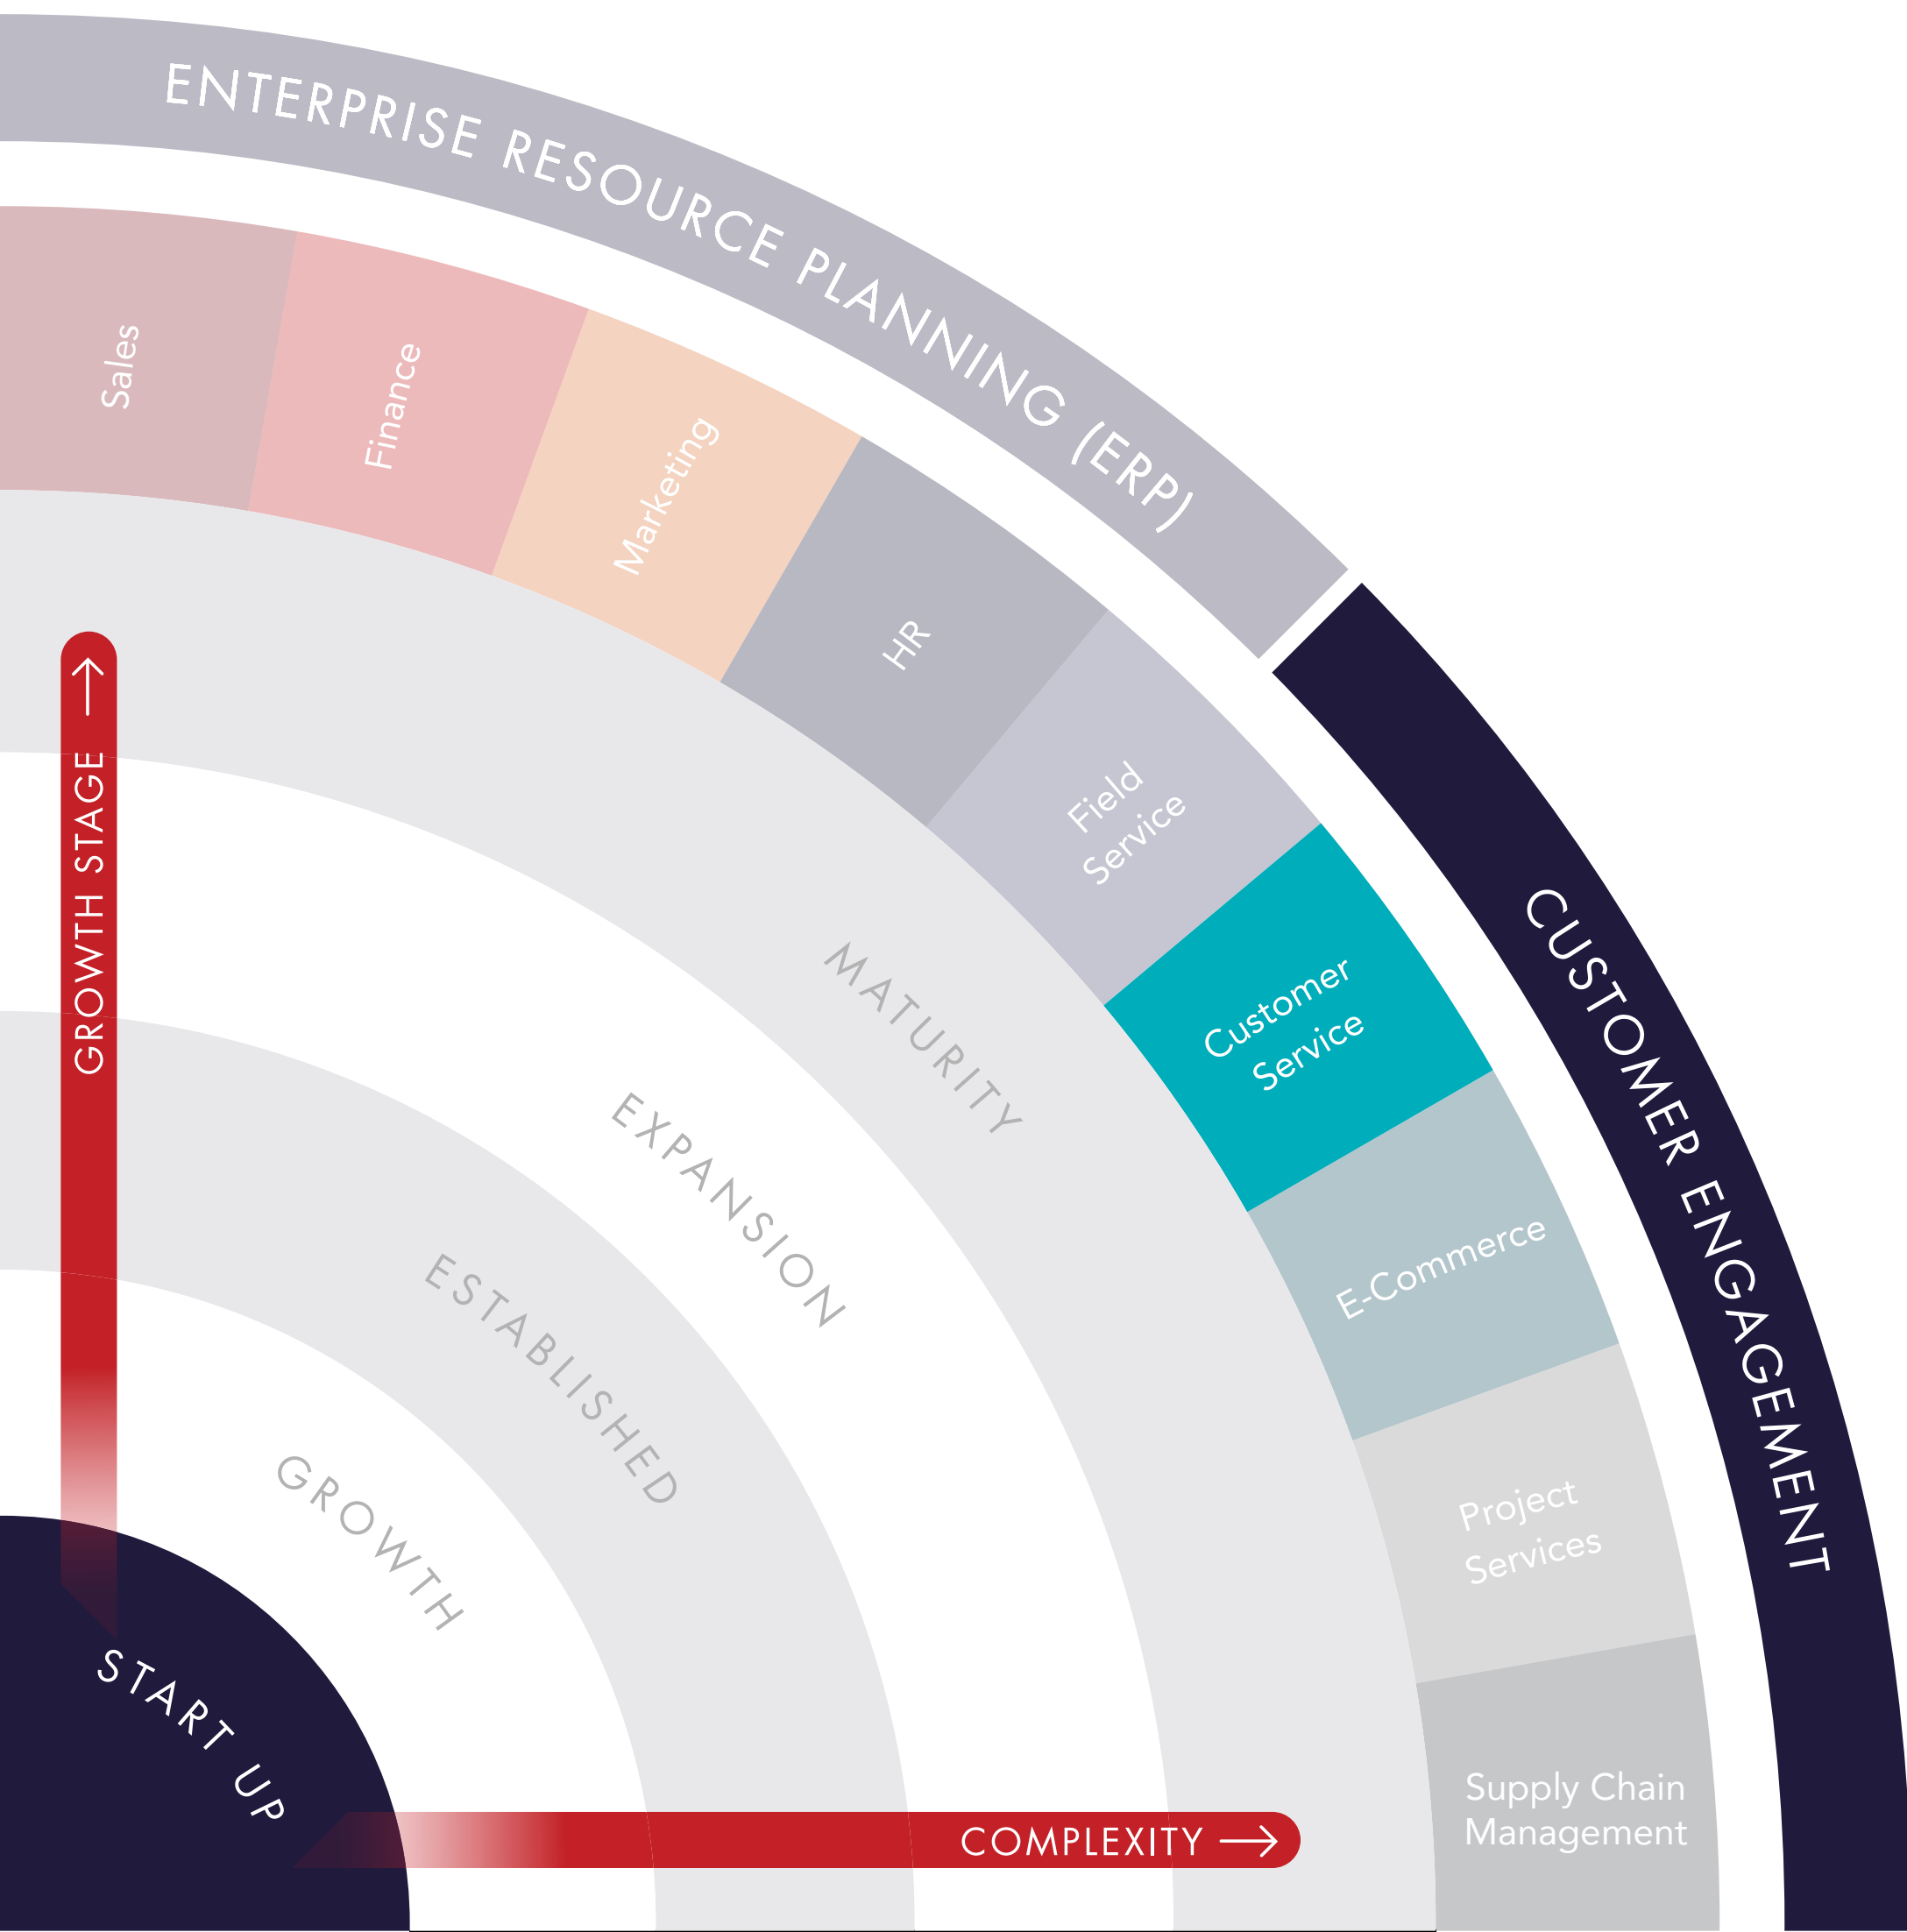 ENTERPRISE RESOURCE PLANNING (ERP)
CUSTOMER ENGAGEMENT
Sales
Finance
Marketing
HR
Field
Service
Customer
Service
E-Commerce
Project
Services
Supply Chain
Management
MATURITY
EXPANSION
ESTABLISHED
GROWTH
START UP
GROWTH STAGE
COMPLEXITY